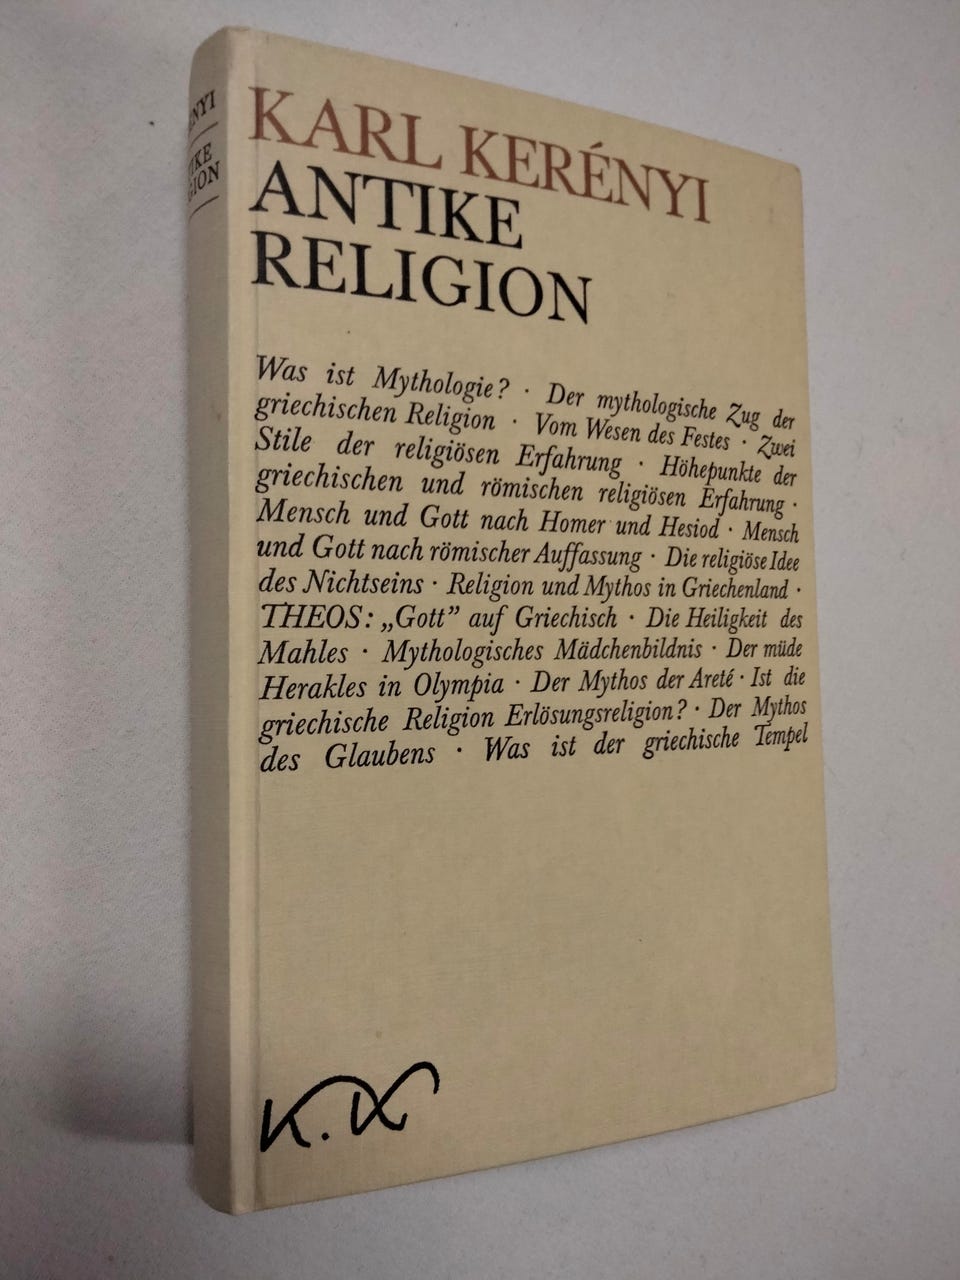 KARL KERÉNYI
ANTIKE
RELIGION
Was ist Mythologie? · Der mythologische Zug der
griechischen Religion · Vom Wesen des Festes · Zwei
Stile der religiösen Erfahrung · Höhepunkte der
griechischen und römischen religiösen Erfahrung ·
Mensch und Gott nach Homer und Hesiod · Mensch
und Gott nach römischer Auffassung · Die religiöse Idee
des Nichtseins · Religion und Mythos in Griechenland ·
THEOS: „Gott” auf Griechisch · Die Heiligkeit des
Mahles · Mythologisches Mädchenbildnis · Der müde
Herakles in Olympia · Der Mythos der Areté · Ist die
griechische Religion Erlösungsreligion? · Der Mythos
des Glaubens · Was ist der griechische Tempel
K. K
ÉNYI
IKE
GION